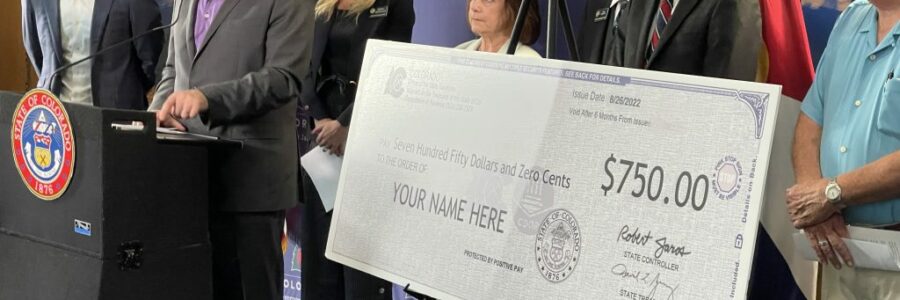 STATE OF COLORADO
1876
SEE BACK FOR DETAILS.
Issue Date: 8/26/2022
Void After 6 Months From Issue
PAY Seven Hundred Fifty Dollars and Zero Cents
TO THE ORDER OF
$750.00
YOUR NAME HERE
STATE OF COLORADO
1876
Details on Back.
Robert Jaros
STATE CONTROLLER
PROTECTED BY POSITIVE PAY
included.